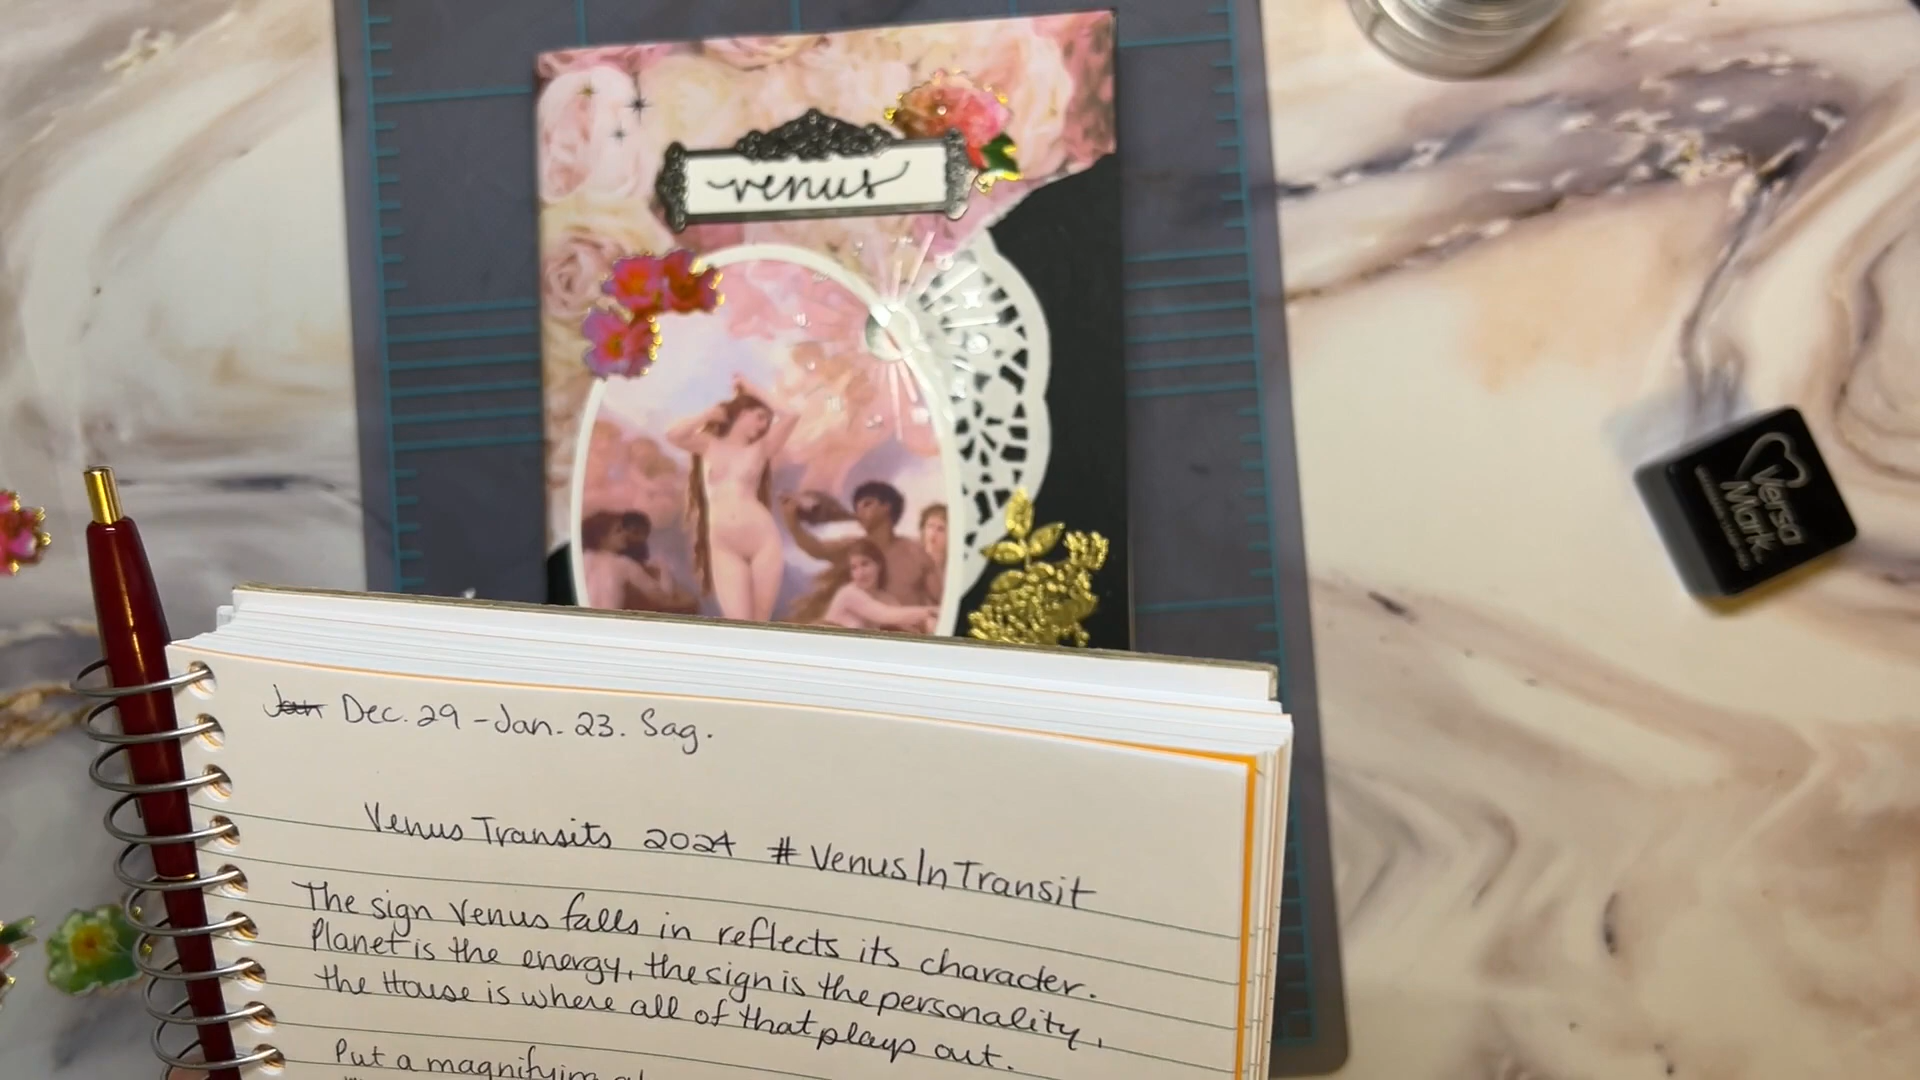 venus
Versa
Mark
Dec. 29 - Jan. 23. Sag.
Venus Transits 2024 #VenusInTransit
The sign Venus falls in reflects its character.
Planet is the energy, the sign is the personality,
the House is where all of that plays out.
Put a magnifying